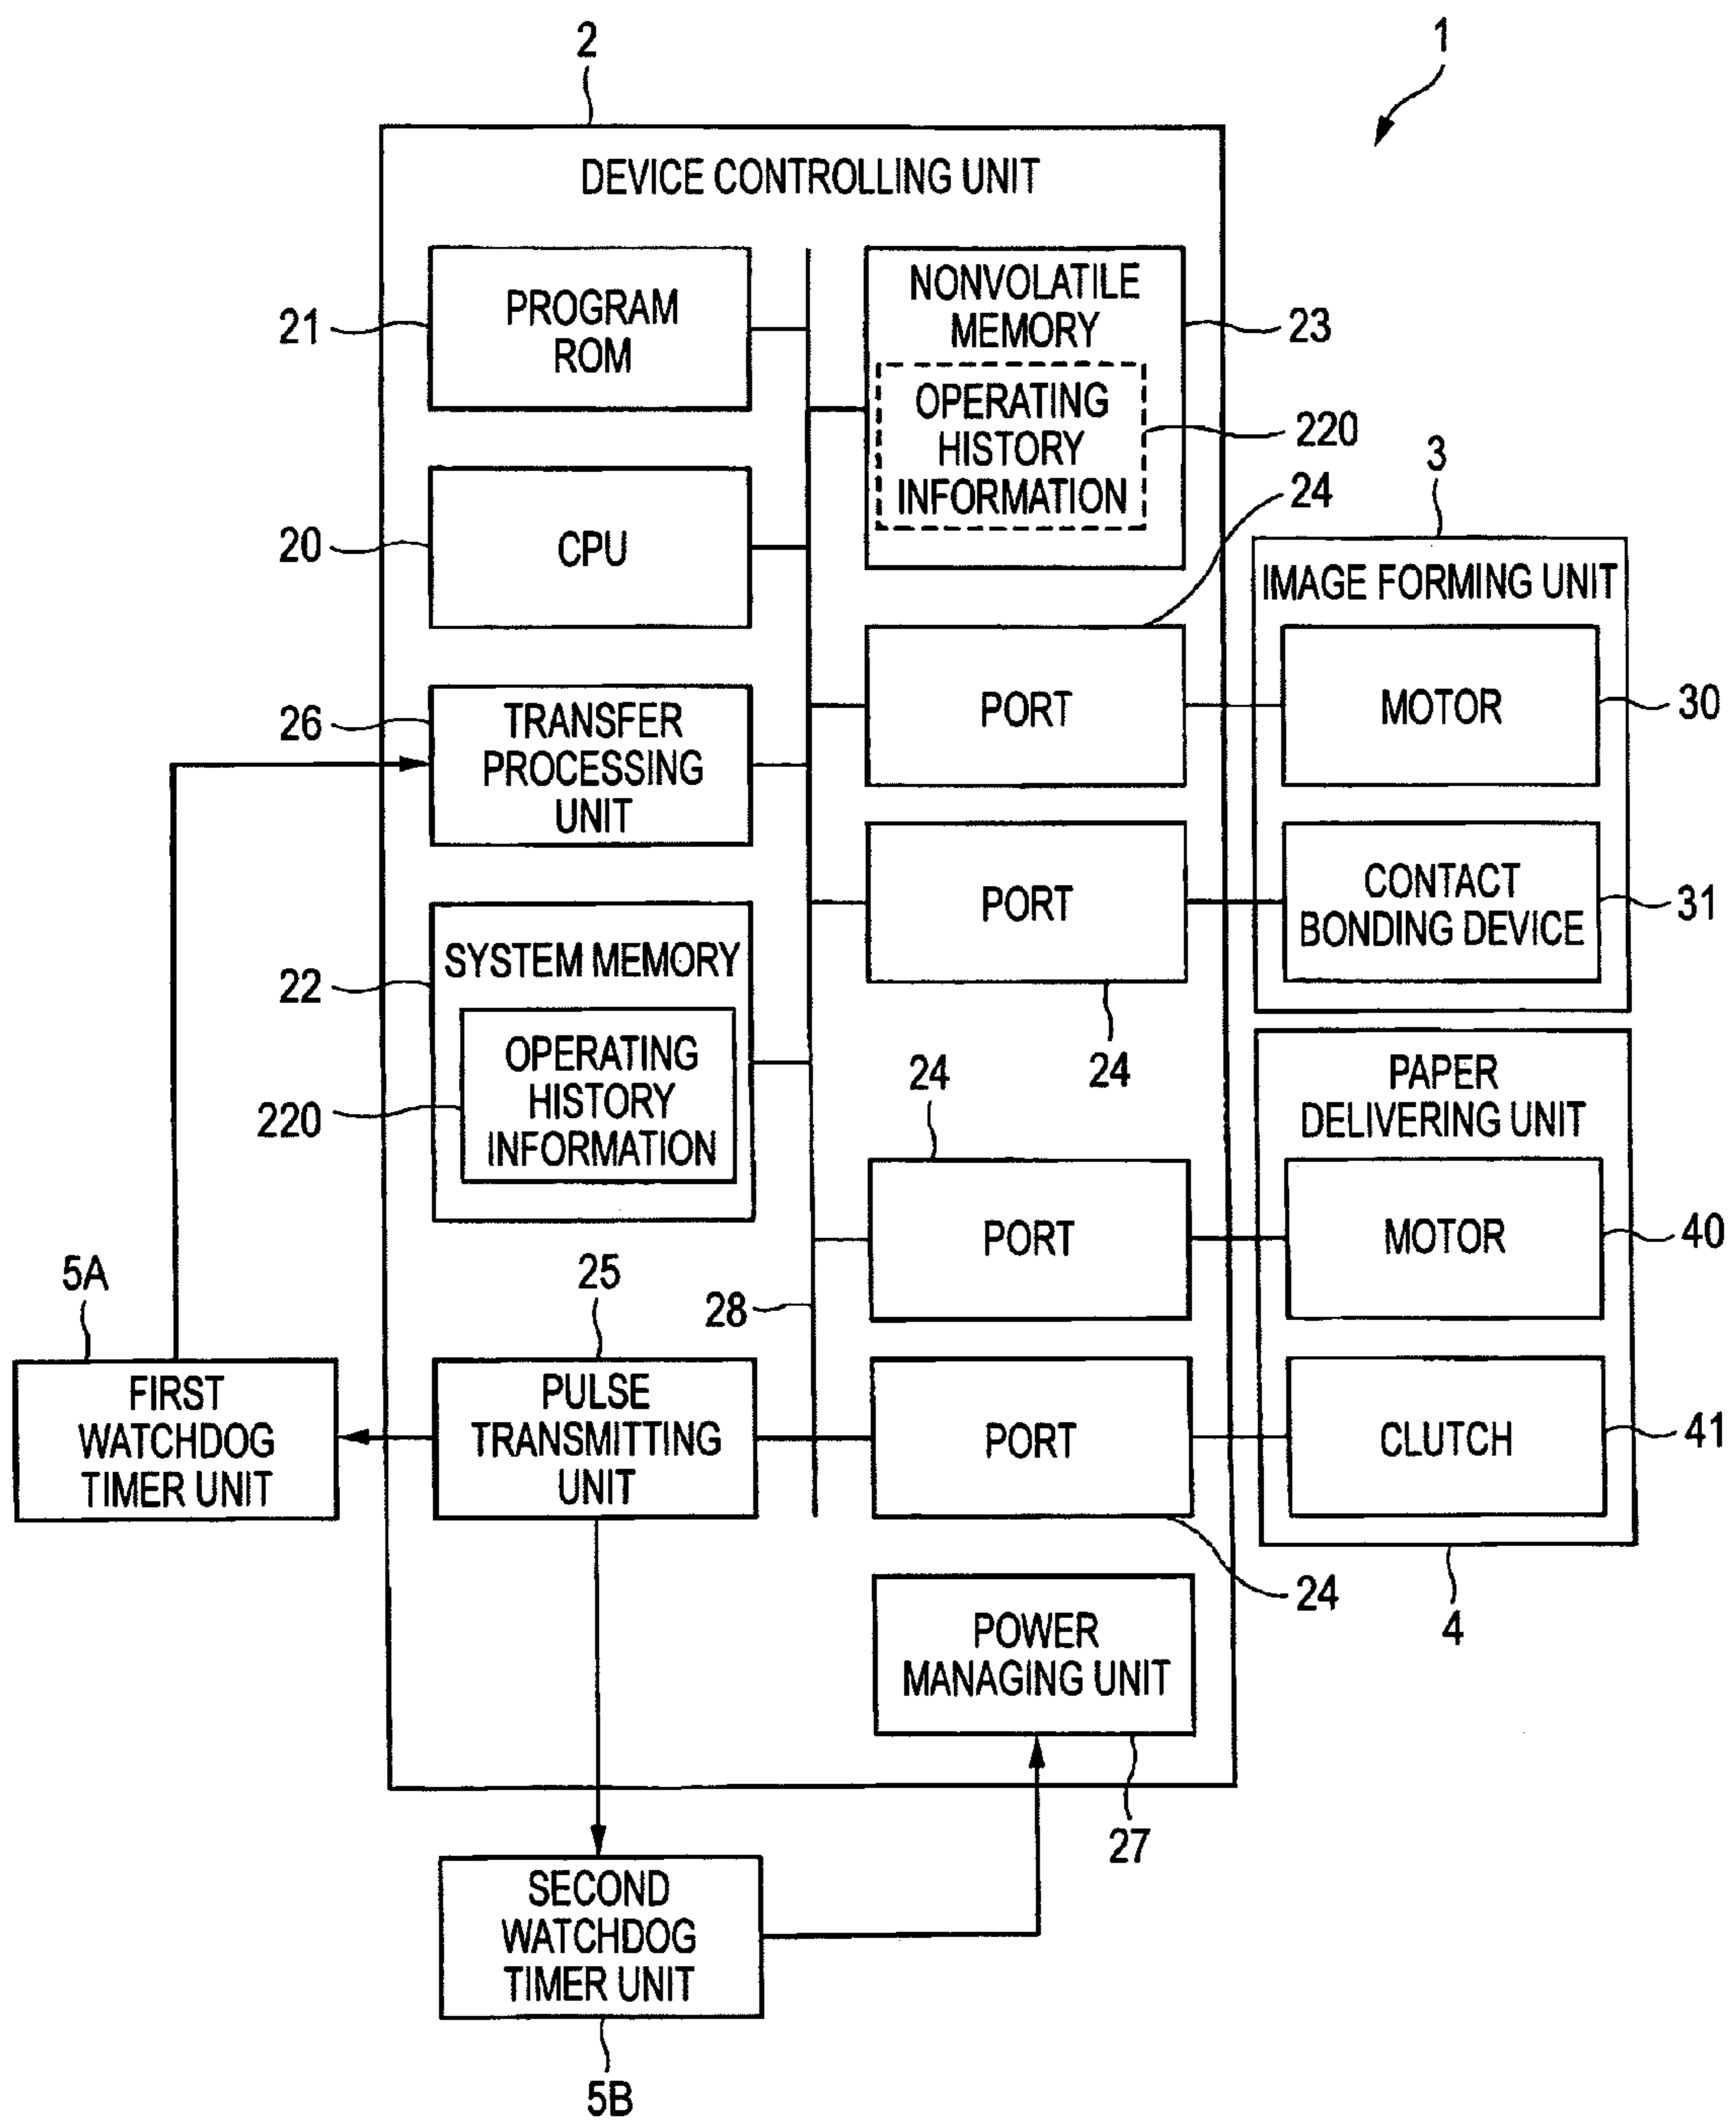 2
1
DEVICE CONTROLLING UNIT
21
PROGRAM
ROM
NONVOLATILE
MEMORY
23
OPERATING
HISTORY
INFORMATION
220
24
20
CPU
3
IMAGE FORMING UNIT
26
TRANSFER
PROCESSING
UNIT
PORT
MOTOR
30
PORT
24
CONTACT
BONDING DEVICE
31
22
SYSTEM MEMORY
OPERATING
HISTORY
INFORMATION
220
24
PORT
PAPER
DELIVERING UNIT
MOTOR
40
5A
FIRST
WATCHDOG
TIMER UNIT
25
PULSE
TRANSMITTING
UNIT
28
PORT
24
CLUTCH
41
4
POWER
MANAGING UNIT
27
SECOND
WATCHDOG
TIMER UNIT
5B